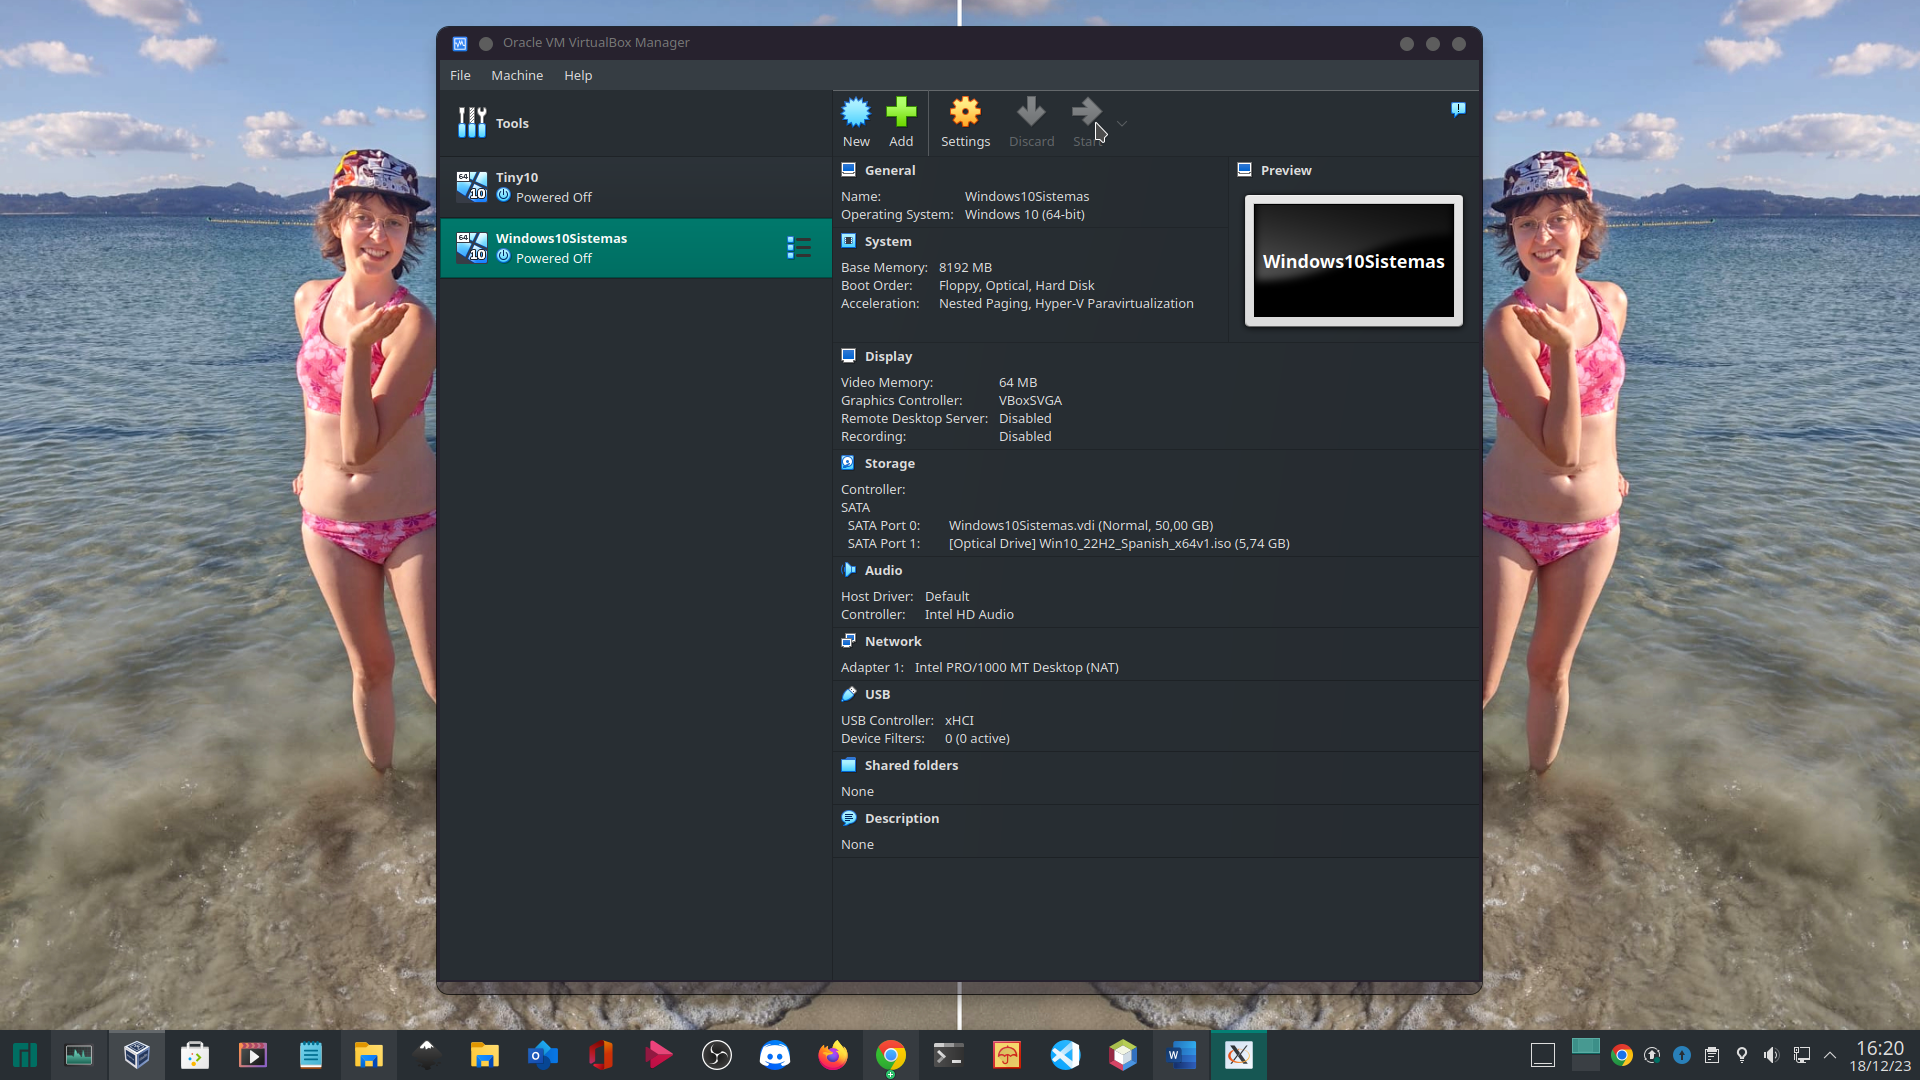 Oracle VM VirtualBox Manager
File Machine Help
Tools
New Add Settings Discard Start
Tiny10
Powered Off
Windows10Sistemas
Powered Off
General
Name: Windows10Sistemas
Operating System: Windows 10 (64-bit)
Preview
Windows10Sistemas
System
Base Memory: 8192 MB
Boot Order: Floppy, Optical, Hard Disk
Acceleration: Nested Paging, Hyper-V Paravirtualization
Display
Video Memory: 64 MB
Graphics Controller: VBoxSVGA
Remote Desktop Server: Disabled
Recording: Disabled
Storage
Controller:
SATA
SATA Port 0: Windows10Sistemas.vdi (Normal, 50,00 GB)
SATA Port 1: [Optical Drive] Win10_22H2_Spanish_x64v1.iso (5,74 GB)
Audio
Host Driver: Default
Controller: Intel HD Audio
Network
Adapter 1: Intel PRO/1000 MT Desktop (NAT)
USB
USB Controller: xHCI
Device Filters: 0 (0 active)
Shared folders
None
Description
None
16:20
18/12/23